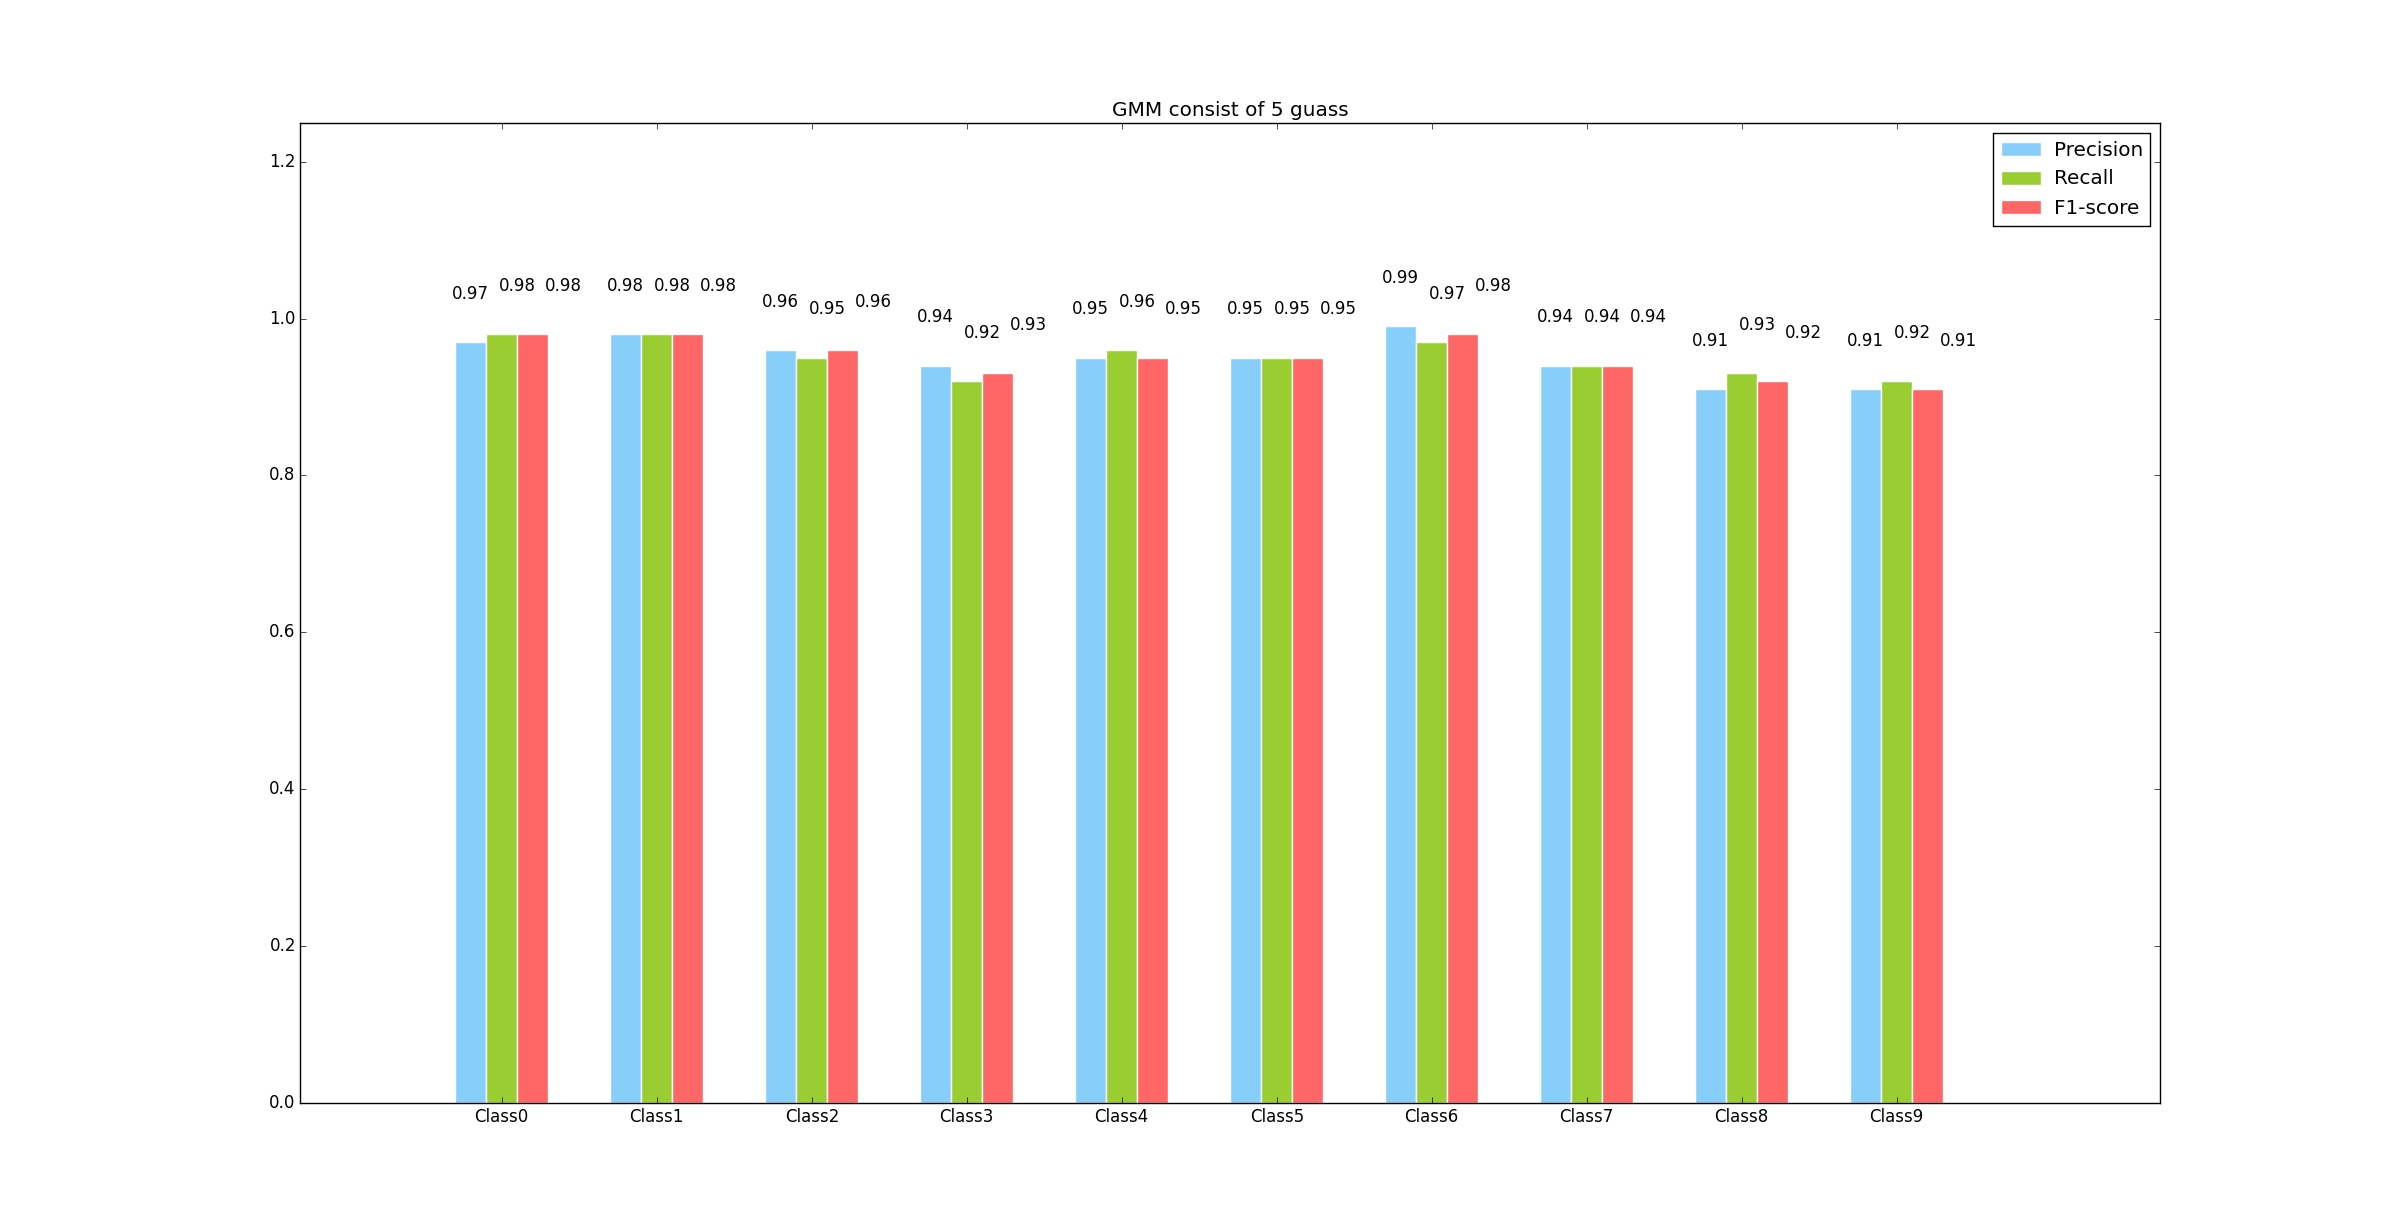 GMM consist of 5 guass
Precision
Recall
F1-score
1.2
1.0
0.8
0.6
0.4
0.2
0.0
0.97 0.98 0.98
0.98 0.98 0.98
0.96 0.95 0.96
0.94 0.92 0.93
0.95 0.96 0.95
0.95 0.95 0.95
0.99 0.97 0.98
0.94 0.94 0.94
0.91 0.93 0.92
0.91 0.92 0.91
Class0 Class1 Class2 Class3 Class4 Class5 Class6 Class7 Class8 Class9